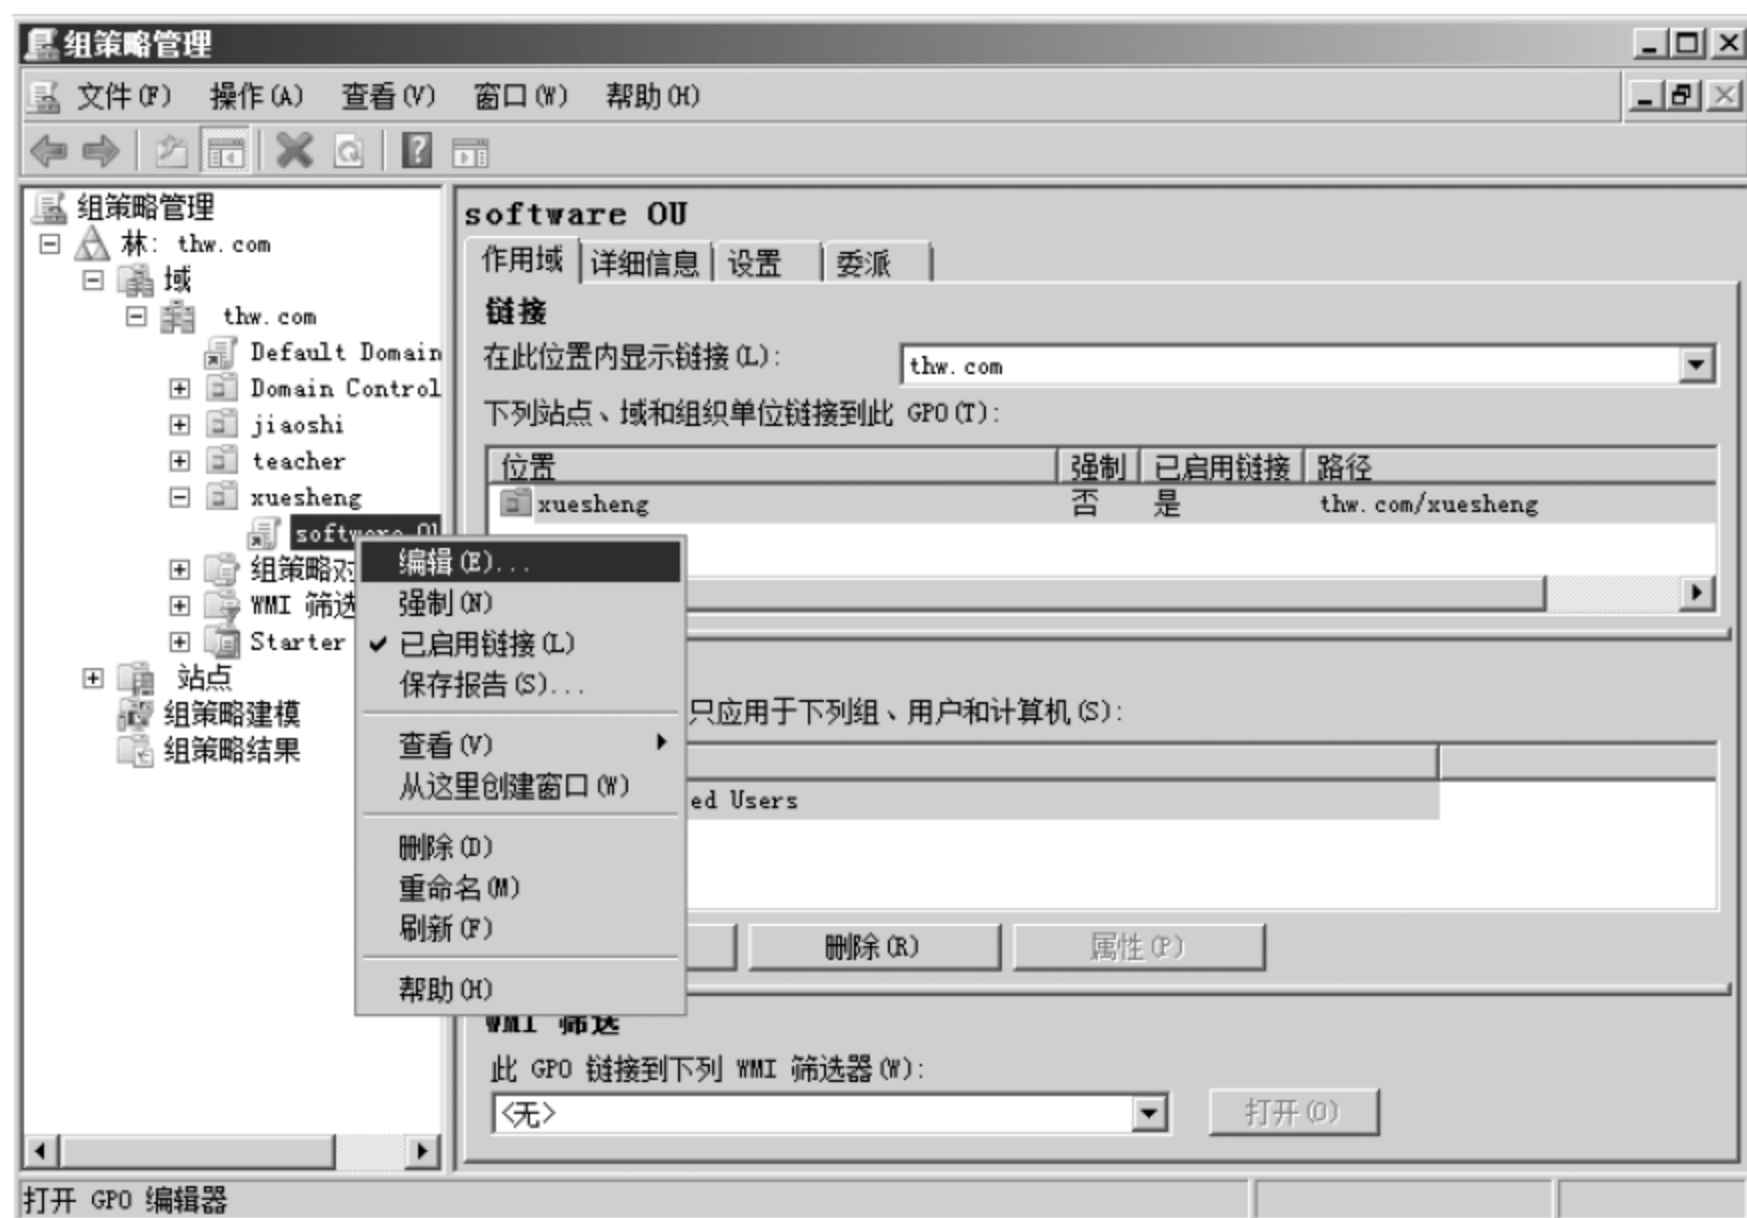 组策略管理
文件(F) 操作(A) 查看(V) 窗口(W) 帮助(H)
组策略管理
林: thw.com
域
thw.com
Default Domain
Domain Control
jiaoshi
teacher
xuesheng
software OU
组策略对
WMI 筛选
Starter
站点
组策略建模
组策略结果
编辑(E)...
强制(N)
已启用链接(L)
保存报告(S)...
查看(V)
从这里创建窗口(W)
删除(D)
重命名(M)
刷新(F)
帮助(H)
software OU
作用域 详细信息 设置 委派
链接
在此位置内显示链接(L): thw.com
下列站点、域和组织单位链接到此 GPO(T):
位置 强制 已启用链接 路径
xuesheng 否 是 thw.com/xuesheng
只应用于下列组、用户和计算机(S):
ed Users
删除(R) 属性(P)
WMI 筛选
此 GPO 链接到下列 WMI 筛选器(W):
<无> 打开(O)
打开 GPO 编辑器